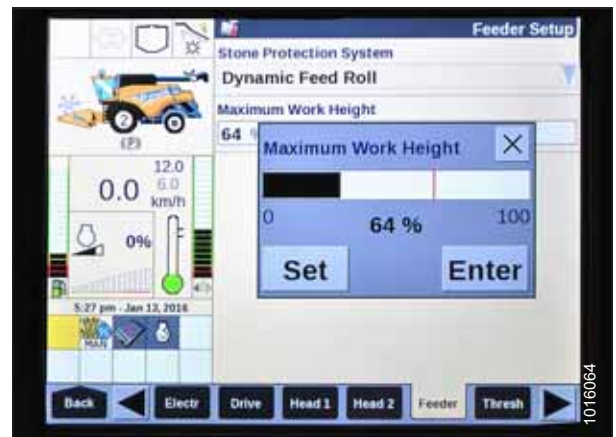 Feeder Setup
Stone Protection System
Dynamic Feed Roll
Maximum Work Height
64 %
Maximum Work Height
0
64 %
100
Set
Enter
2
(P)
12.0
6.0
0.0
km/h
0%
5:27 pm - Jan 13, 2016
MAN
Back
Electr
Drive
Head 1
Head 2
Feeder
Thresh
1016064